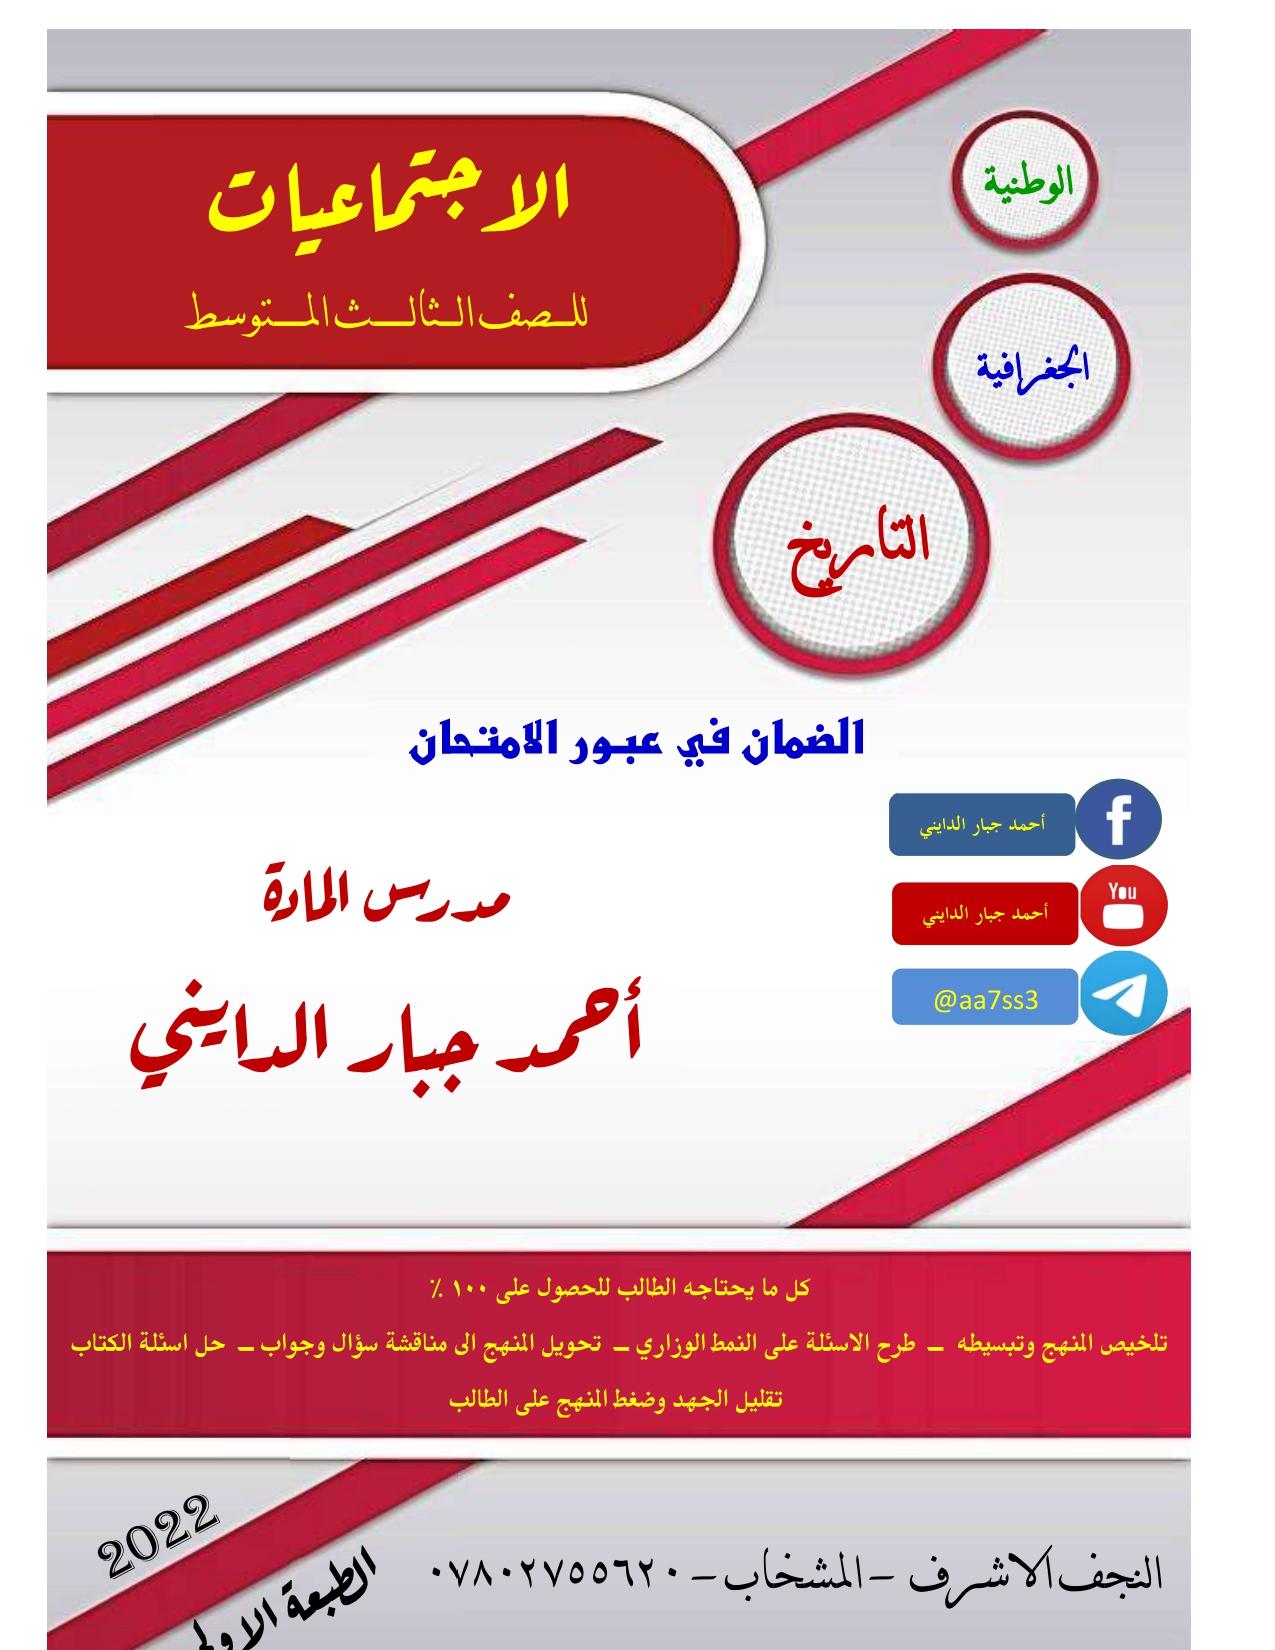 الاجتماعيات
للصف الثالث المتوسط
الوطنية
الجغرافية
التاريخ
الضمان في عبور الامتحان
أحمد جبار الدايني
You
أحمد جبار الدايني
@aa7ss3
مدرس المادة
أحمد جبار الدايني
كل ما يحتاجه الطالب للحصول على ١٠٠ ٪
تلخيص المنهج وتبسيطه – طرح الاسئلة على النمط الوزاري – تحويل المنهج الى مناقشة سؤال وجواب – حل اسئلة الكتاب
تقليل الجهد وضغط المنهج على الطالب
2022
الطبعة الاولى
النجف الاشرف – المشخاب – ٠٧٨٠٢٧٥٥٦٢٠